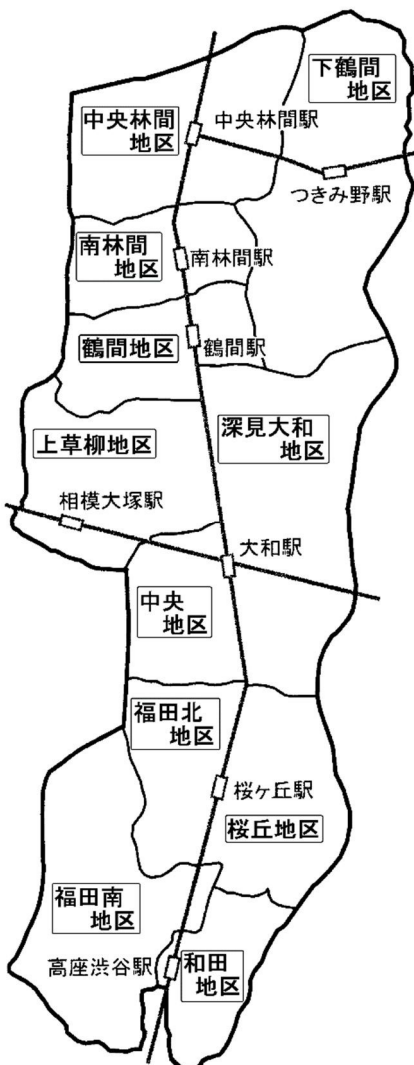 下鶴間
地区
中央林間
地区
中央林間駅
つきみ野駅
南林間
地区
南林間駅
鶴間地区
鶴間駅
上草柳地区
深見大和
地区
相模大塚駅
大和駅
中央
地区
福田北
地区
桜ヶ丘駅
桜丘地区
福田南
地区
高座渋谷駅
和田
地区